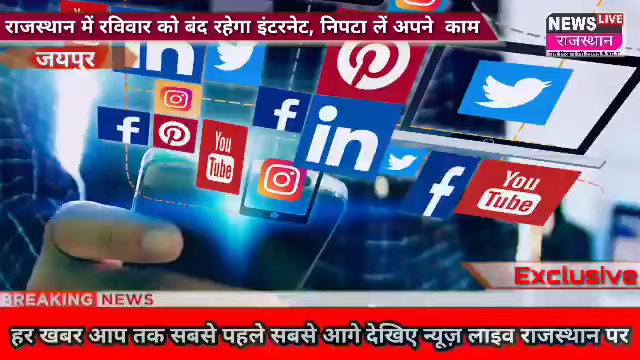 राजस्थान में रविवार को बंद रहेगा इंटरनेट, निपटा लें अपने काम
NEWS LIVE
राजस्थान
जयपुर
You
Tube
You
Tube
Exclusive
BREAKING NEWS
हर खबर आप तक सबसे पहले सबसे आगे देखिए न्यूज़ लाइव राजस्थान पर